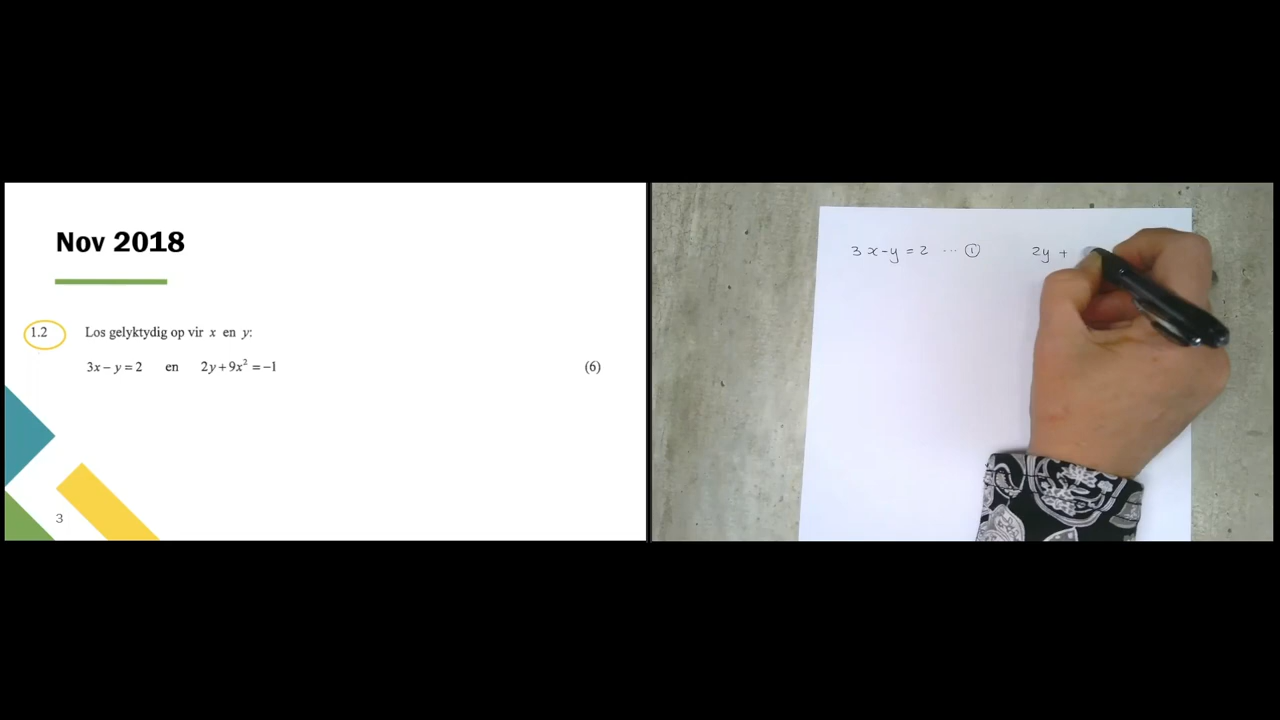 Nov 2018
1.2 Los gelyktydig op vir x en y:
3x − y = 2 en 2y + 9x² = −1 (6)
3
3x − y = 2 ... ① 2y +